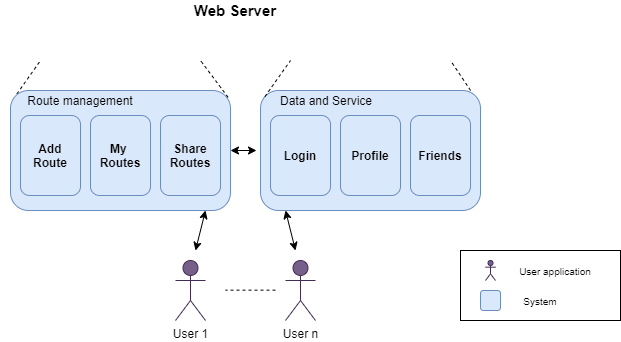 Web Server
Route management
Data and Service
Add
Route
My
Routes
Share
Routes
Login
Profile
Friends
User application
System
User 1
User n